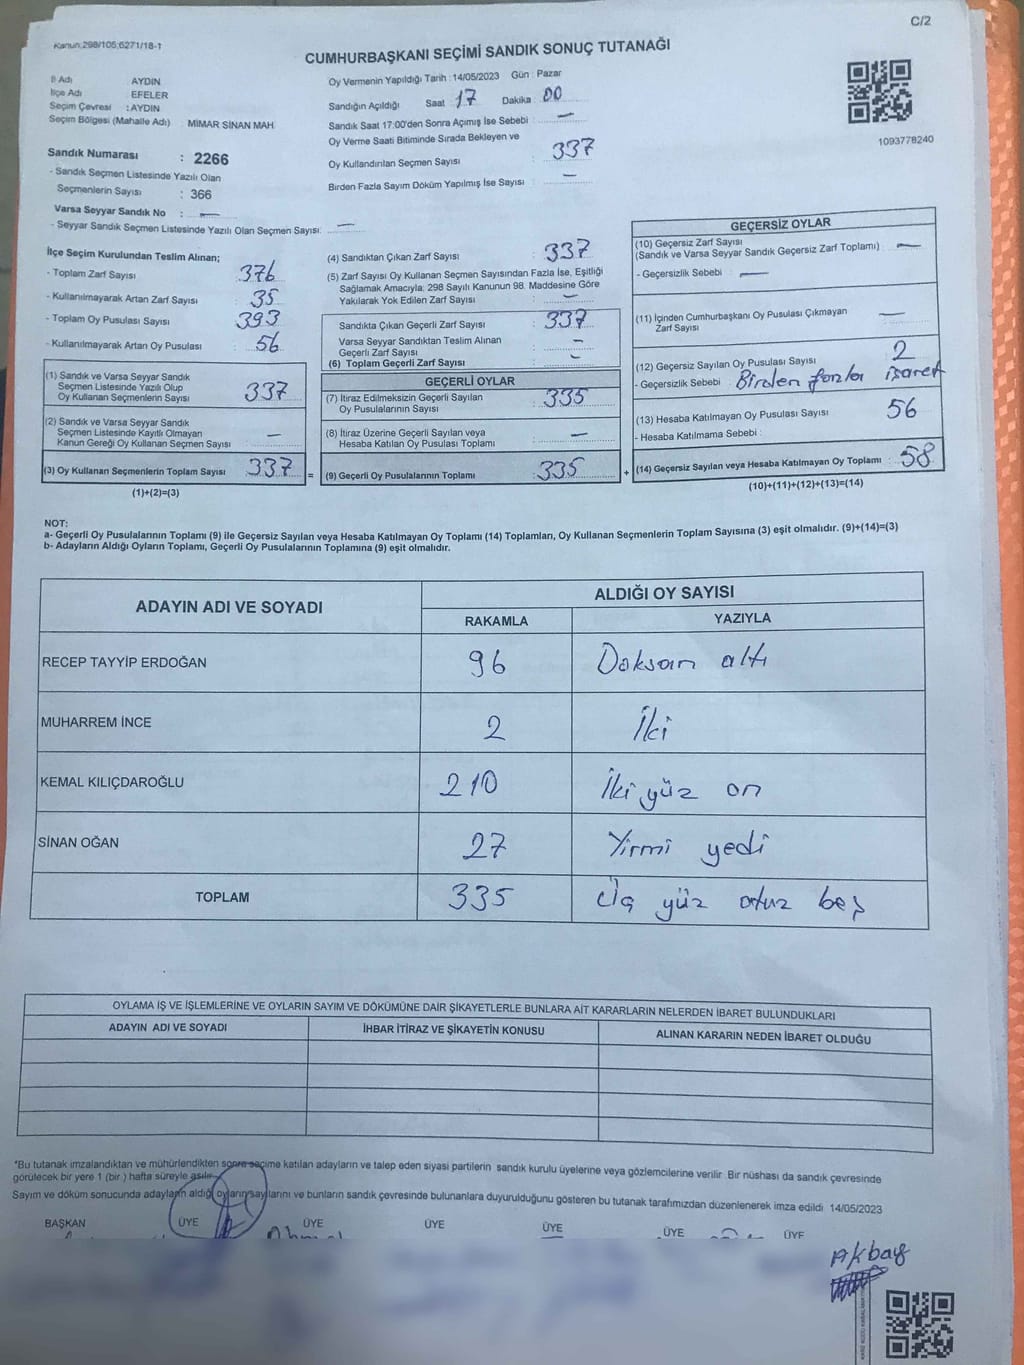 C/2
Kanun:298/105;6271/18-1
CUMHURBAŞKANI SEÇİMİ SANDIK SONUÇ TUTANAĞI
İl Adı AYDIN
İlçe Adı EFELER
Seçim Çevresi : AYDIN
Seçim Bölgesi (Mahalle Adı) MİMAR SİNAN MAH.
Oy Vermenin Yapıldığı Tarih : 14/05/2023 Gün : Pazar
Sandığın Açıldığı Saat 17 Dakika 00
Sandık Saat 17:00'den Sonra Açımış İse Sebebi : —
Oy Verme Saati Bitiminde Sırada Bekleyen ve
Oy Kullandırılan Seçmen Sayısı : 337
Birden Fazla Sayım Döküm Yapılmış İse Sayısı : —
1093778240
Sandık Numarası : 2266
- Sandık Seçmen Listesinde Yazılı Olan
Seçmenlerin Sayısı : 366
Varsa Seyyar Sandık No : —
- Seyyar Sandık Seçmen Listesinde Yazılı Olan Seçmen Sayısı: —
İlçe Seçim Kurulundan Teslim Alınan;
- Toplam Zarf Sayısı : 376
- Kullanılmayarak Artan Zarf Sayısı : 35
- Toplam Oy Pusulası Sayısı : 393
- Kullanılmayarak Artan Oy Pusulası : 56
(1) Sandık ve Varsa Seyyar Sandık
Seçmen Listesinde Yazılı Olup
Oy Kullanan Seçmenlerin Sayısı : 337
(2) Sandık ve Varsa Seyyar Sandık
Seçmen Listesinde Kayıtlı Olmayan
Kanun Gereği Oy Kullanan Seçmen Sayısı : —
(3) Oy Kullanan Seçmenlerin Toplam Sayısı : 337
(1)+(2)=(3)
(4) Sandıktan Çıkan Zarf Sayısı : 337
(5) Zarf Sayısı Oy Kullanan Seçmen Sayısından Fazla İse, Eşitliği
Sağlamak Amacıyla; 298 Sayılı Kanunun 98. Maddesine Göre
Yakılarak Yok Edilen Zarf Sayısı : —
Sandıkta Çıkan Geçerli Zarf Sayısı : 337
Varsa Seyyar Sandıktan Teslim Alınan
Geçerli Zarf Sayısı : —
(6) Toplam Geçerli Zarf Sayısı : —
GEÇERLİ OYLAR
(7) İtiraz Edilmeksizin Geçerli Sayılan
Oy Pusulalarının Sayısı : 335
(8) İtiraz Üzerine Geçerli Sayılan veya
Hesaba Katılan Oy Pusulası Toplamı : —
= (9) Geçerli Oy Pusulalarının Toplamı : 335 +
GEÇERSİZ OYLAR
(10) Geçersiz Zarf Sayısı
(Sandık ve Varsa Seyyar Sandık Geçersiz Zarf Toplamı) : —
- Geçersizlik Sebebi : —
(11) İçinden Cumhurbaşkanı Oy Pusulası Çıkmayan
Zarf Sayısı : —
(12) Geçersiz Sayılan Oy Pusulası Sayısı : 2
- Geçersizlik Sebebi : Birden fazla işaret
(13) Hesaba Katılmayan Oy Pusulası Sayısı : 56
- Hesaba Katılmama Sebebi :
(14) Geçersiz Sayılan veya Hesaba Katılmayan Oy Toplamı : 58
(10)+(11)+(12)+(13)=(14)
NOT:
a- Geçerli Oy Pusulalarının Toplamı (9) ile Geçersiz Sayılan veya Hesaba Katılmayan Oy Toplamı (14) Toplamları, Oy Kullanan Seçmenlerin Toplam Sayısına (3) eşit olmalıdır. (9)+(14)=(3)
b- Adayların Aldığı Oyların Toplamı, Geçerli Oy Pusulalarının Toplamına (9) eşit olmalıdır.
ADAYIN ADI VE SOYADI ALDIĞI OY SAYISI
RAKAMLA YAZIYLA
RECEP TAYYİP ERDOĞAN 96 Doksan altı
MUHARREM İNCE 2 İki
KEMAL KILIÇDAROĞLU 210 İki yüz on
SİNAN OĞAN 27 Yirmi yedi
TOPLAM 335 Üç yüz otuz beş
OYLAMA İŞ VE İŞLEMLERİNE VE OYLARIN SAYIM VE DÖKÜMÜNE DAİR ŞİKAYETLERLE BUNLARA AİT KARARLARIN NELERDEN İBARET BULUNDUKLARI
ADAYIN ADI VE SOYADI İHBAR İTİRAZ VE ŞİKAYETİN KONUSU ALINAN KARARIN NEDEN İBARET OLDUĞU
*Bu tutanak imzalandıktan ve mühürlendikten sonra seçime katılan adayların ve talep eden siyasi partilerin sandık kurulu üyelerine veya gözlemcilerine verilir. Bir nüshası da sandık çevresinde
görülecek bir yere 1 (bir ) hafta süreyle asılır.
Sayım ve döküm sonucunda adayların aldığı oyların sayılarını ve bunların sandık çevresinde bulunanlara duyurulduğunu gösteren bu tutanak tarafımızdan düzenlenerek imza edildi 14/05/2023
BAŞKAN ÜYE ÜYE ÜYE ÜYE ÜYE ÜYE
Akbay